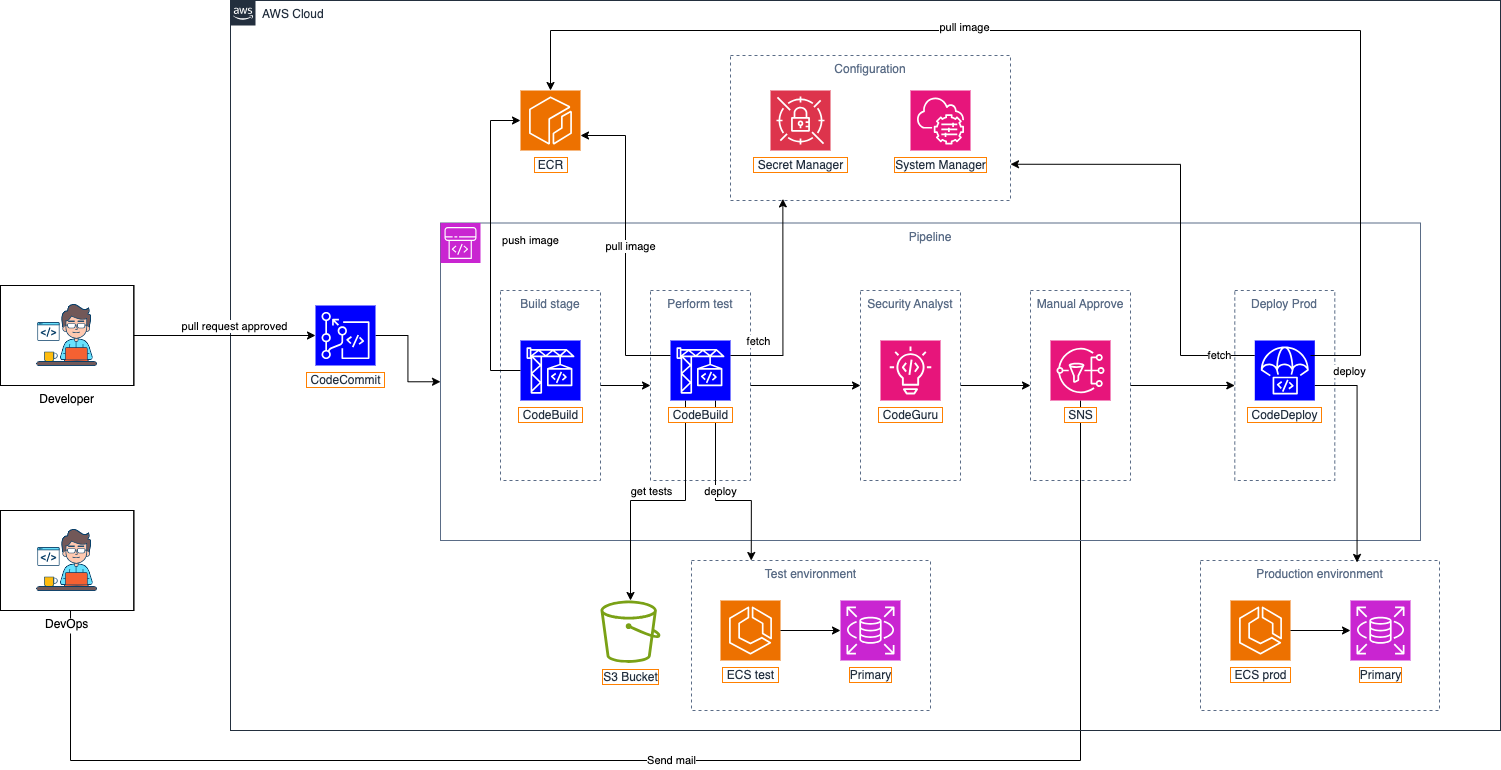 aws
AWS Cloud
pull image
Configuration
ECR
Secret Manager
System Manager
Pipeline
push image
pull image
Build stage
Perform test
Security Analyst
Manual Approve
Deploy Prod
pull request approved
fetch
fetch
deploy
CodeCommit
Developer
CodeBuild
CodeBuild
CodeGuru
SNS
CodeDeploy
get tests
deploy
Test environment
Production environment
DevOps
S3 Bucket
ECS test
Primary
ECS prod
Primary
Send mail